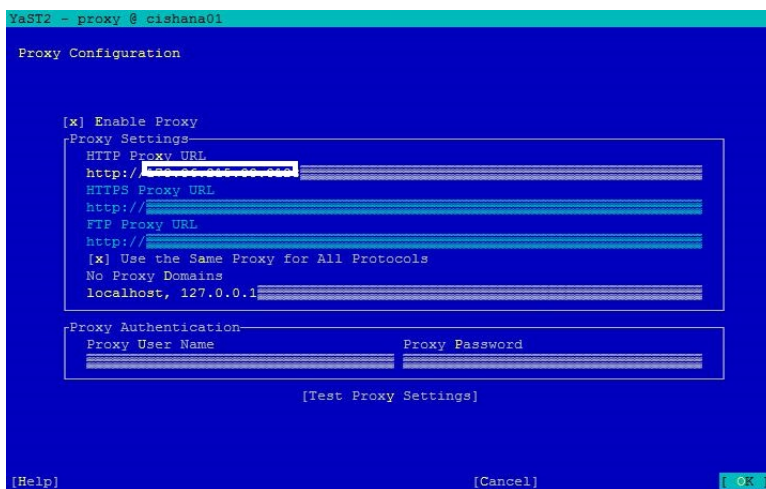 YaST2 - proxy @ cishana01
Proxy Configuration
[x] Enable Proxy
Proxy Settings
HTTP Proxy URL
http://
HTTPS Proxy URL
http://
FTP Proxy URL
http://
[x] Use the Same Proxy for All Protocols
No Proxy Domains
localhost, 127.0.0.1
Proxy Authentication
Proxy User Name Proxy Password
[Test Proxy Settings]
[Help] [Cancel] [ OK ]